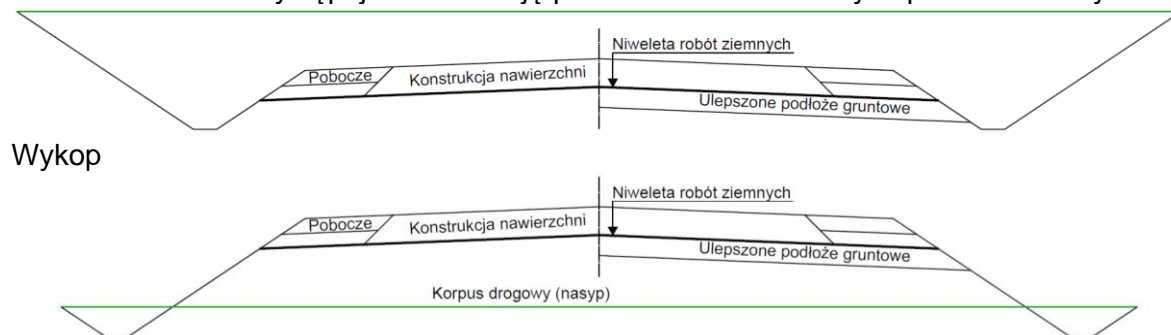 Niweleta robót ziemnych
Pobocze
Konstrukcja nawierzchni
Ulepszone podłoże gruntowe
Wykop
Niweleta robót ziemnych
Pobocze
Konstrukcja nawierzchni
Ulepszone podłoże gruntowe
Korpus drogowy (nasyp)